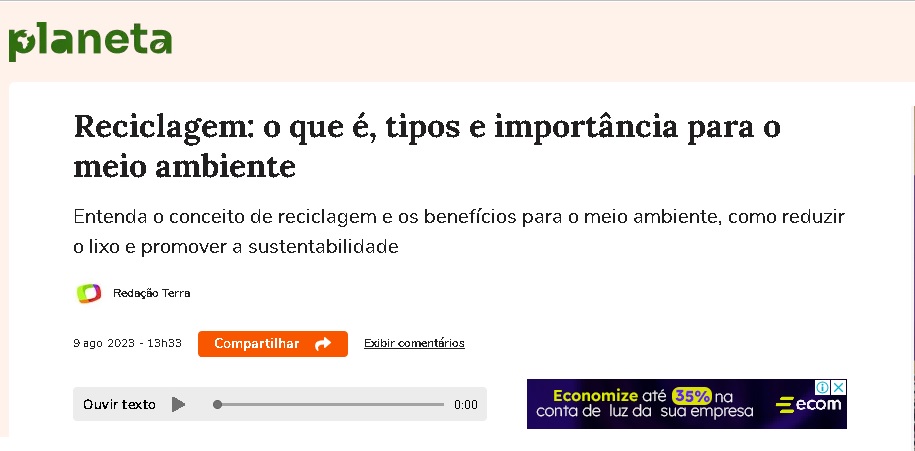 planeta
Reciclagem: o que é, tipos e importância para o
meio ambiente
Entenda o conceito de reciclagem e os benefícios para o meio ambiente, como reduzir
o lixo e promover a sustentabilidade
Redação Terra
9 ago 2023 - 13h33 Compartilhar Exibir comentários
Ouvir texto 0:00
Economize até 35% na
conta de luz da sua empresa
ecom